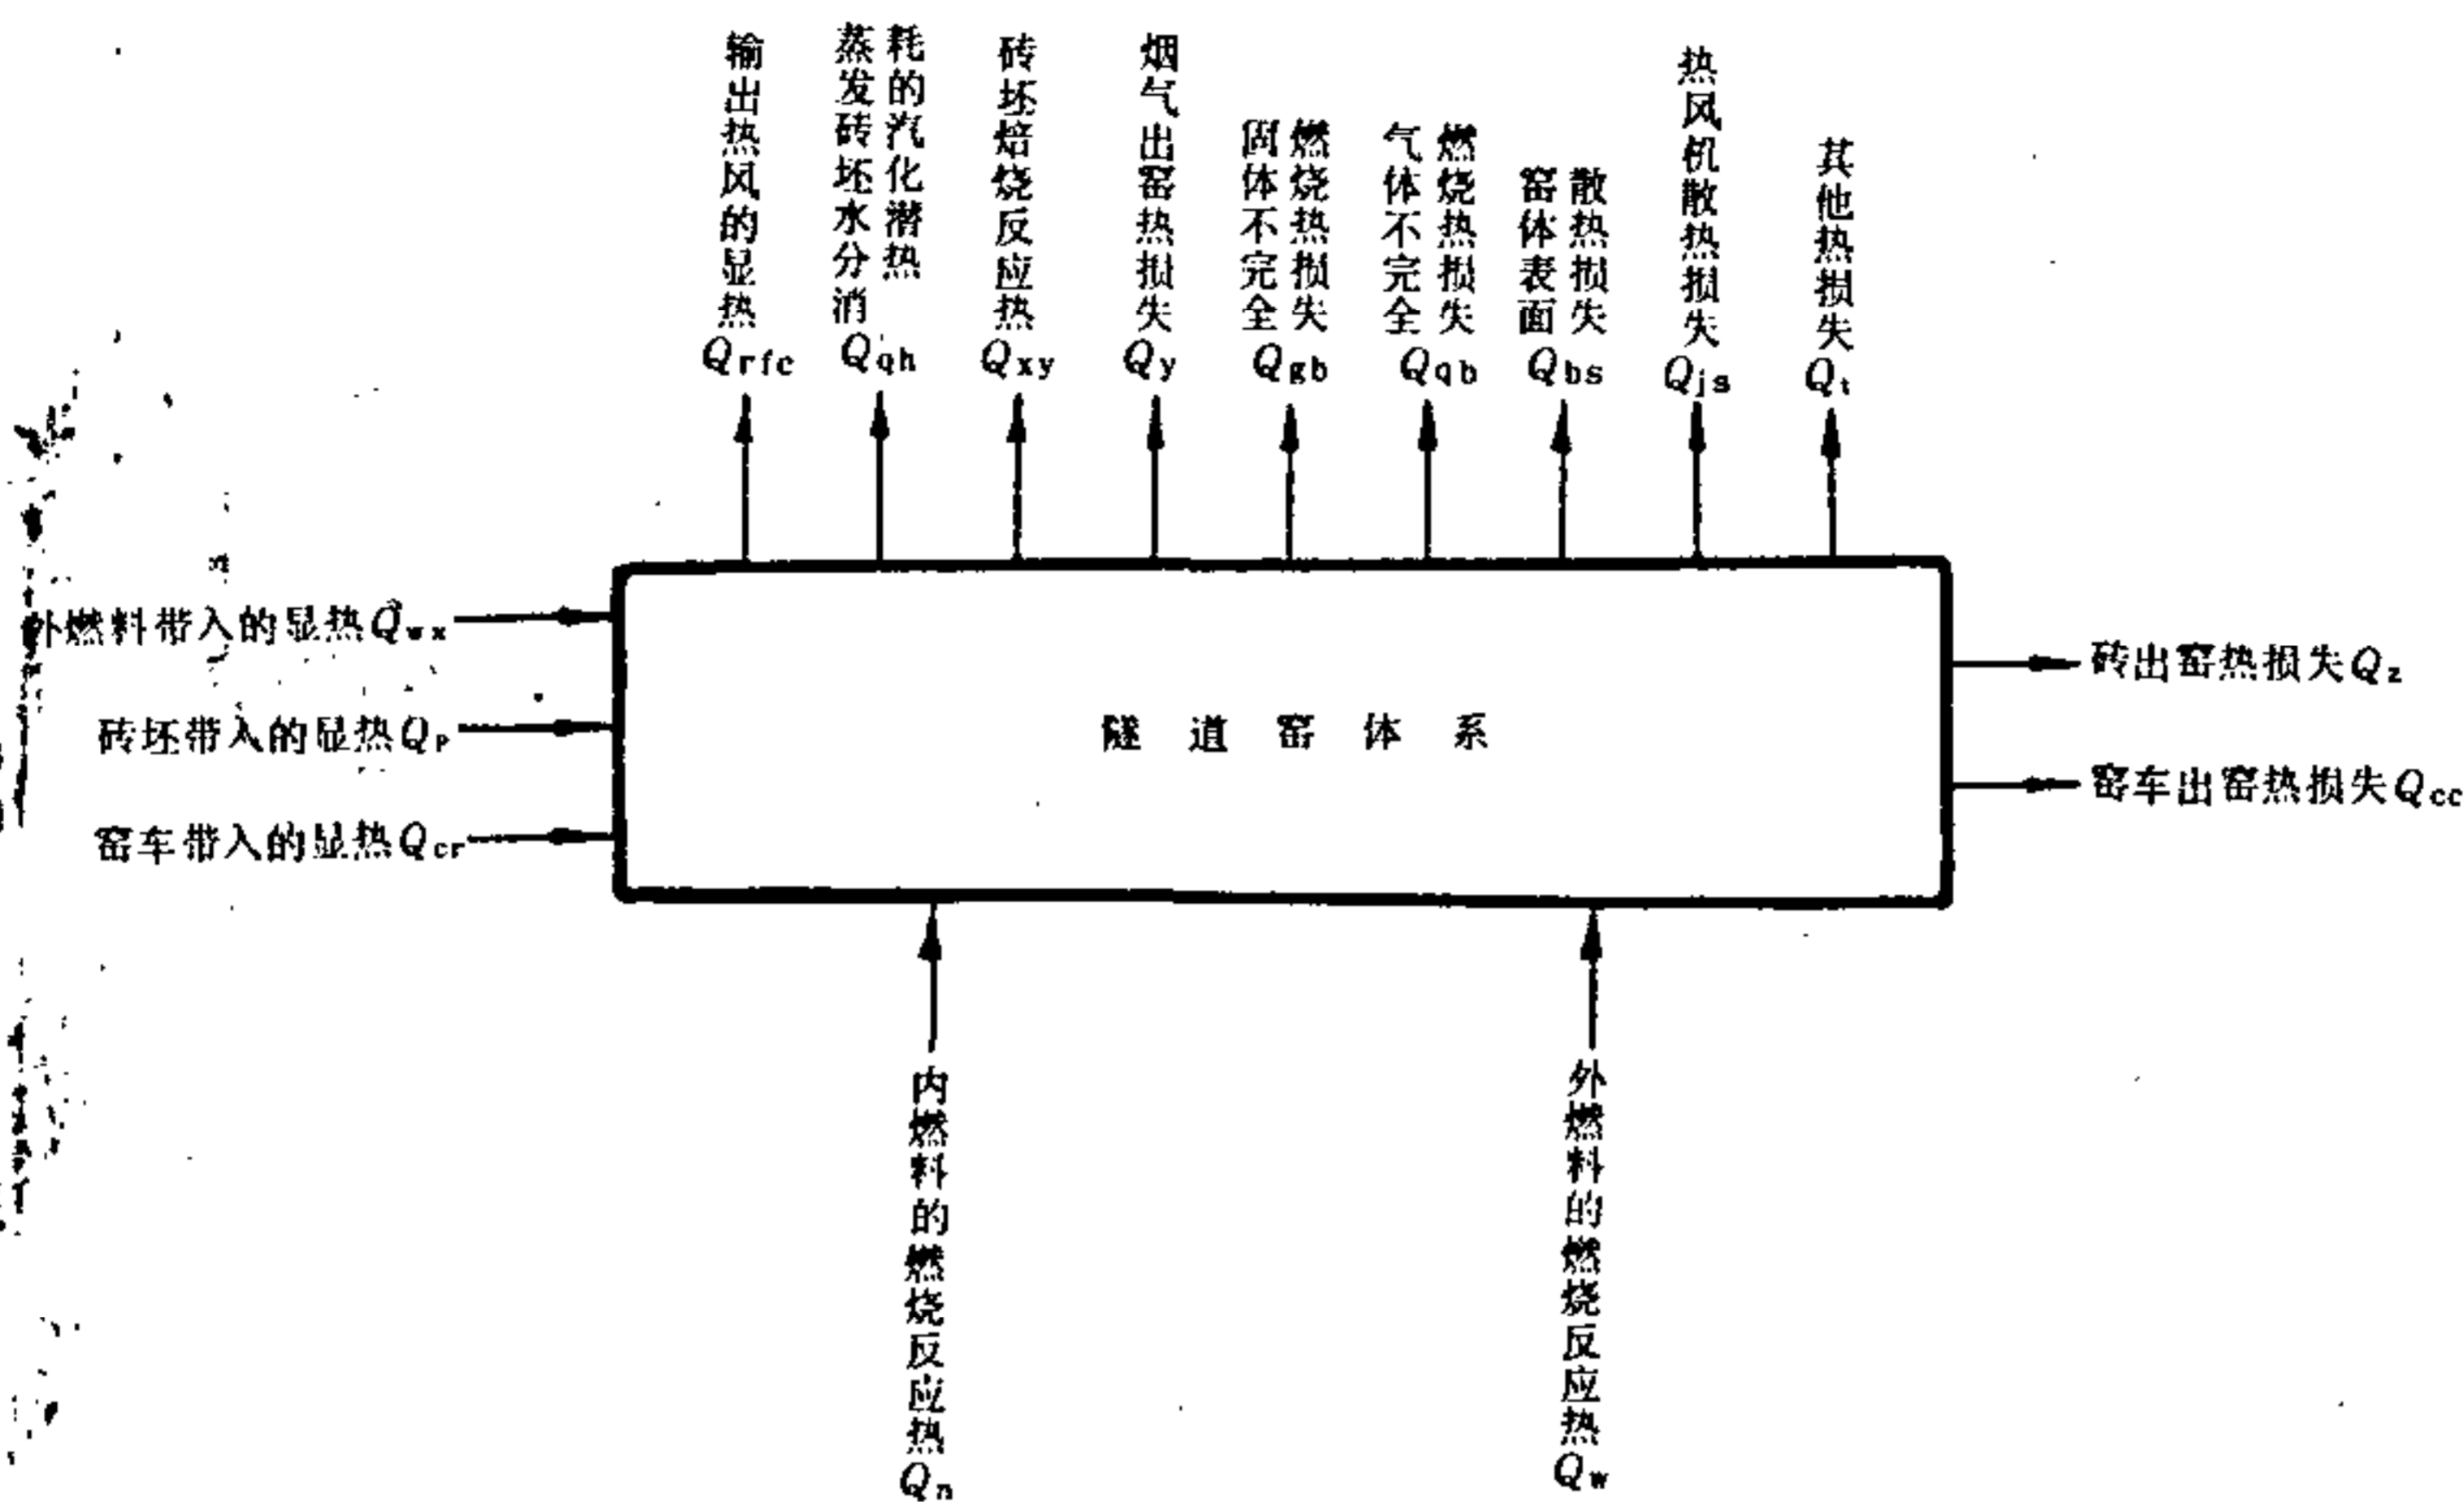 输出热风的显热
Qrfc
蒸发砖坯水分消
耗的汽化潜热
Qqh
砖坯焙烧反应热
Qxy
烟气出窑热损失
Qy
固体不完全
燃烧热损失
Qgb
气体不完全
燃烧热损失
Qqb
窑体表面
散热损失
Qbs
热风机散热损失
Qjs
其他热损失
Qt
外燃料带入的显热Qwx
砖坯带入的显热Qp
窑车带入的显热Qcr
隧道窑体系
砖出窑热损失Qz
窑车出窑热损失Qcc
内燃料的燃烧反应热
Qn
外燃料的燃烧反应热
Qw